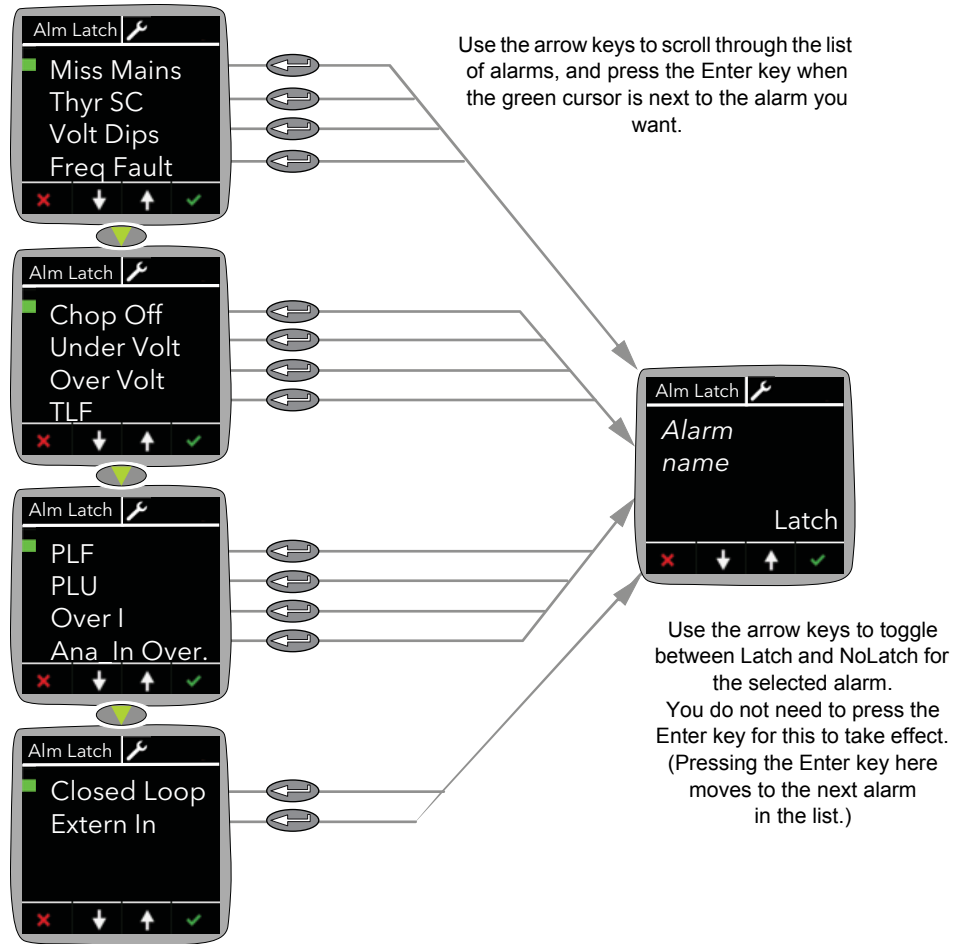 Alm Latch
Miss Mains
Thyr SC
Volt Dips
Freq Fault
Use the arrow keys to scroll through the list
of alarms, and press the Enter key when
the green cursor is next to the alarm you
want.
Alm Latch
Chop Off
Under Volt
Over Volt
TLF
Alm Latch
PLF
PLU
Over I
Ana_In Over.
Alm Latch
Closed Loop
Extern In
Alm Latch
Alarm
name
Latch
Use the arrow keys to toggle
between Latch and NoLatch for
the selected alarm.
You do not need to press the
Enter key for this to take effect.
(Pressing the Enter key here
moves to the next alarm
in the list.)